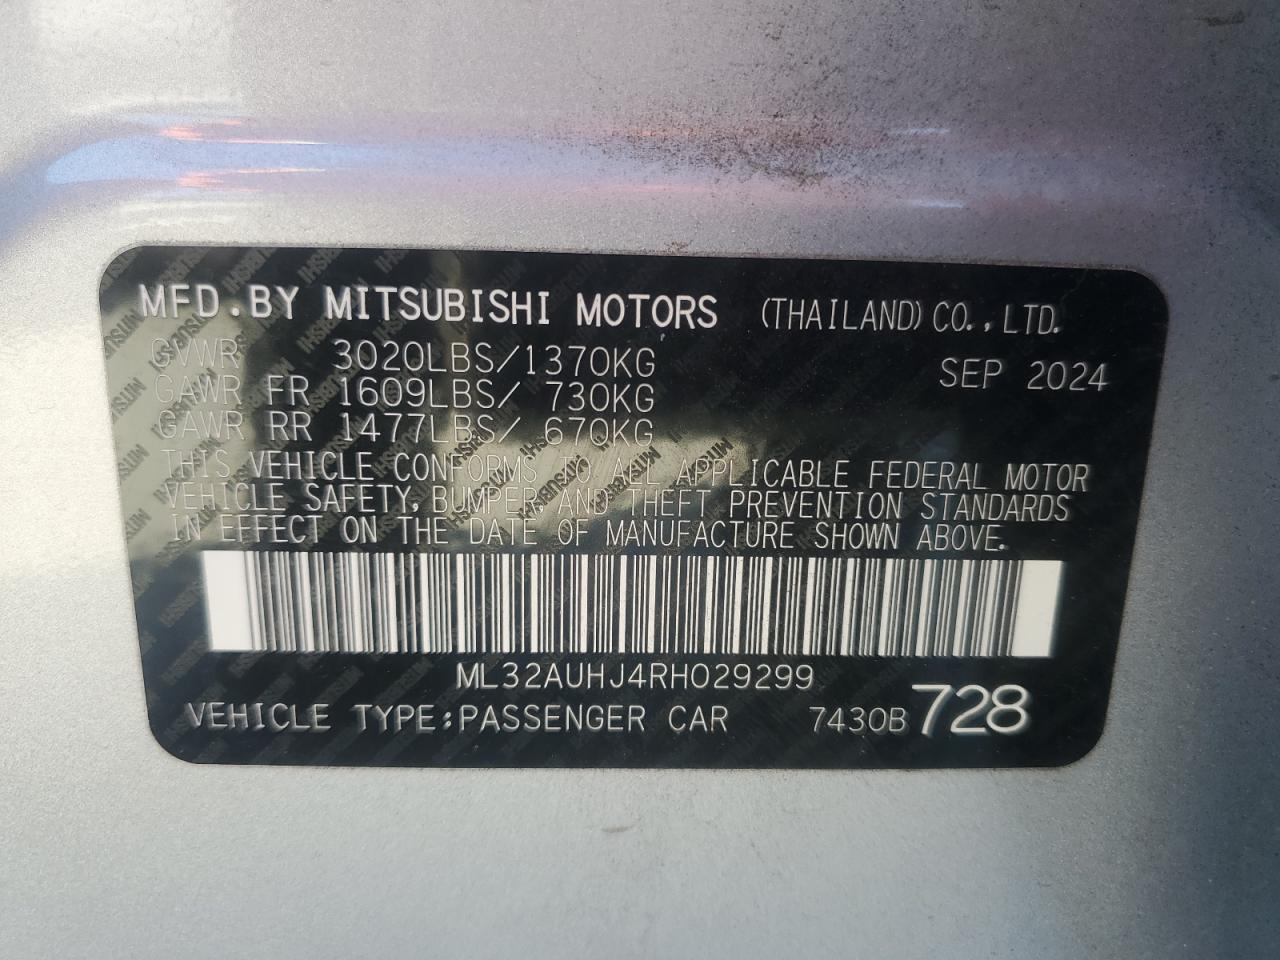 MFD.BY MITSUBISHI MOTORS (THAILAND) CO.,LTD.
GVWR 3020LBS/1370KG SEP 2024
GAWR FR 1609LBS/ 730KG
GAWR RR 1477LBS/ 670KG
THIS VEHICLE CONFORMS TO ALL APPLICABLE FEDERAL MOTOR
VEHICLE SAFETY, BUMPER, AND THEFT PREVENTION STANDARDS
IN EFFECT ON THE DATE OF MANUFACTURE SHOWN ABOVE.
ML32AUHJ4RH029299
VEHICLE TYPE:PASSENGER CAR 7430B 728